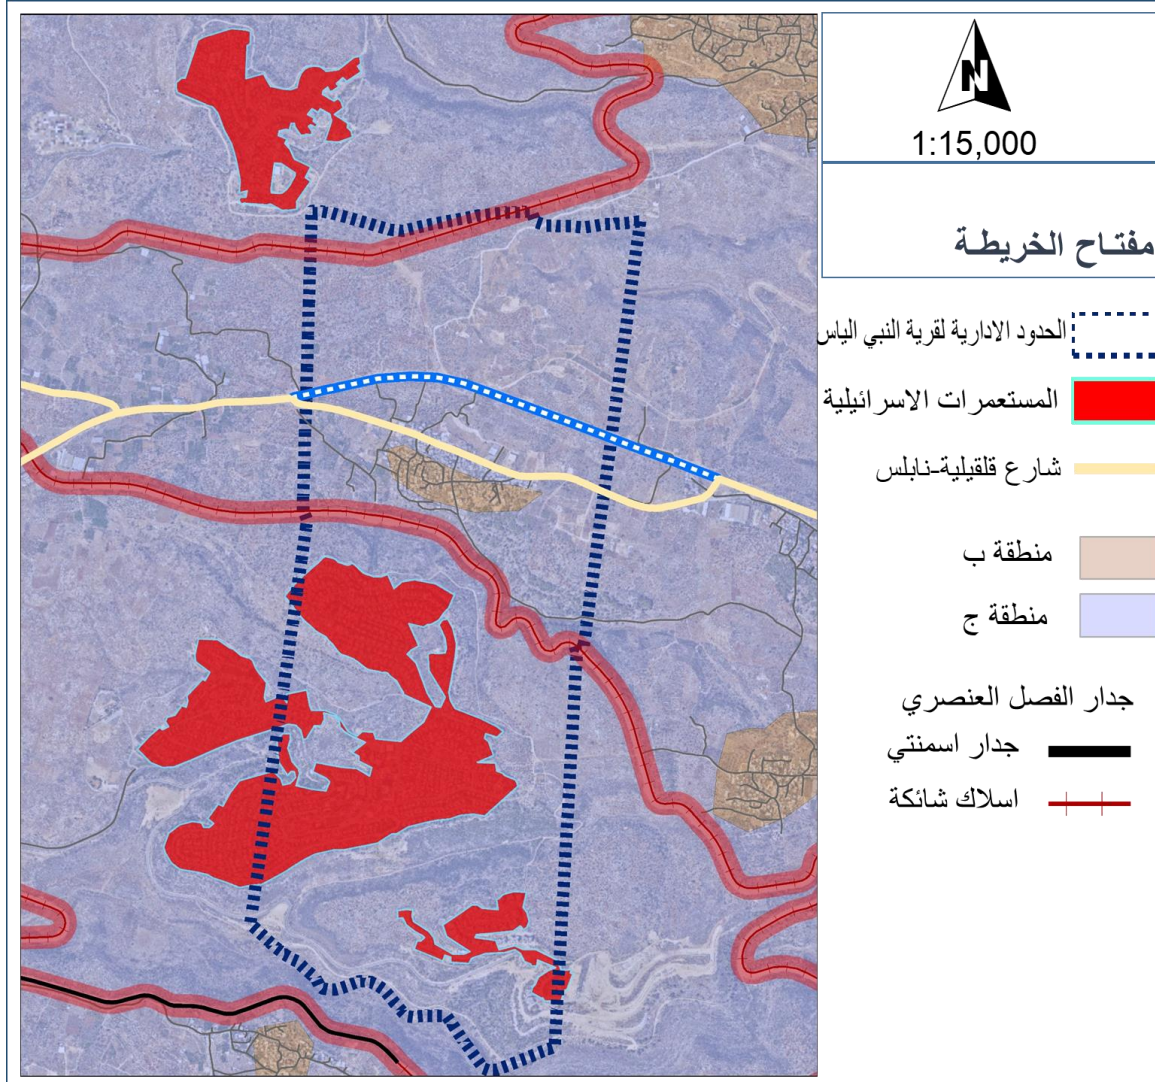 N
1:15,000
مفتاح الخريطة
الحدود الادارية لقرية النبي الياس
المستعمرات الاسرائيلية
شارع قلقيلية-نابلس
منطقة ب
منطقة ج
جدار الفصل العنصري
جدار اسمنتي
اسلاك شائكة